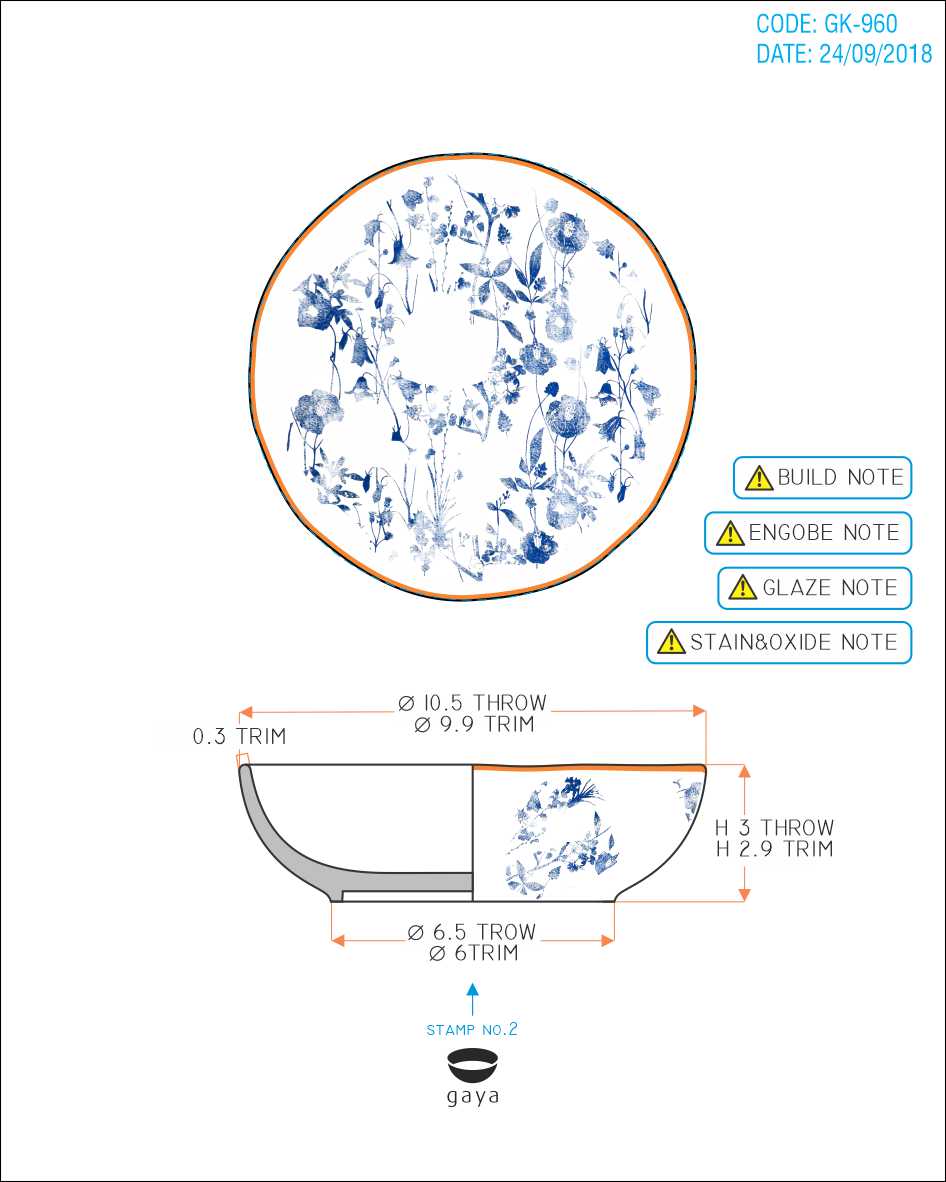 CODE: GK-960
DATE: 24/09/2018
BUILD NOTE
ENGOBE NOTE
GLAZE NOTE
STAIN&OXIDE NOTE
Ø 10.5 THROW
Ø 9.9 TRIM
0.3 TRIM
H 3 THROW
H 2.9 TRIM
Ø 6.5 TROW
Ø 6TRIM
STAMP NO.2
gaya